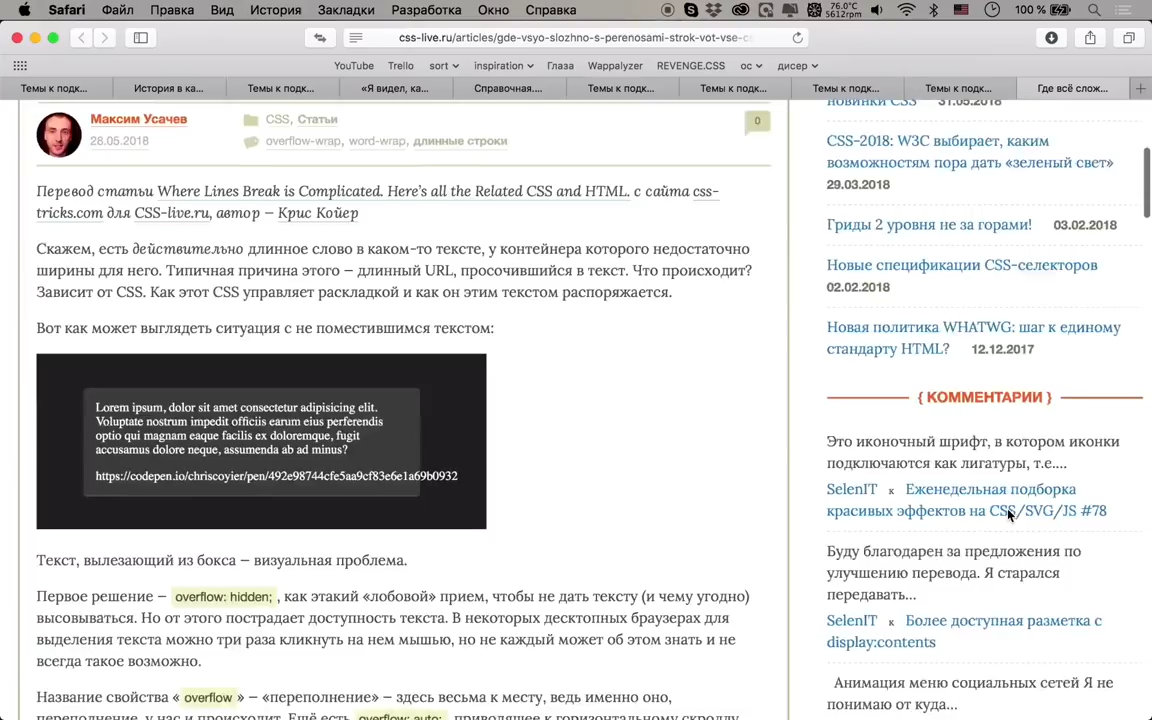 Safari Файл Правка Вид История Закладки Разработка Окно Справка 76.0°C 5612rpm 100 %
css-live.ru/articles/gde-vsyo-slozhno-s-perenosami-strok-vot-vse-c
YouTube Trello sort inspiration Глаза Wappalyzer REVENGE.CSS ос дисер
Темы к подк... История в ка... Темы к подк... «Я видел, ка... Справочная.... Темы к подк... Темы к подк... Темы к подк... Темы к подк... Где всё слож...
Максим Усачев
28.05.2018
CSS, Статьи
overflow-wrap, word-wrap, длинные строки
0
Перевод статьи Where Lines Break is Complicated. Here's all the Related CSS and HTML. с сайта css-
tricks.com для CSS-live.ru, автор — Крис Койер
Скажем, есть действительно длинное слово в каком-то тексте, у контейнера которого недостаточно
ширины для него. Типичная причина этого — длинный URL, просочившийся в текст. Что происходит?
Зависит от CSS. Как этот CSS управляет раскладкой и как он этим текстом распоряжается.
Вот как может выглядеть ситуация с не поместившимся текстом:
Lorem ipsum, dolor sit amet consectetur adipisicing elit.
Voluptate nostrum impedit officiis earum eius perferendis
optio qui magnam eaque facilis ex doloremque, fugit
accusamus dolore neque, assumenda ab ad minus?
https://codepen.io/chriscoyier/pen/492e98744cfe5aa9cf83e6e1a69b0932
Текст, вылезающий из бокса — визуальная проблема.
Первое решение — overflow: hidden; , как этакий «лобовой» прием, чтобы не дать тексту (и чему угодно)
высовываться. Но от этого пострадает доступность текста. В некоторых десктопных браузерах для
выделения текста можно три раза кликнуть на нем мышью, но не каждый может об этом знать и не
всегда такое возможно.
Название свойства « overflow » — «переполнение» — здесь весьма к месту, ведь именно оно,
переполнение, у нас и происходит. Ещё есть overflow: auto; , приводящее к горизонтальному скроллу.
новинки CSS 31.05.2018
CSS-2018: W3C выбирает, каким
возможностям пора дать «зеленый свет»
29.03.2018
Гриды 2 уровня не за горами! 03.02.2018
Новые спецификации CSS-селекторов
02.02.2018
Новая политика WHATWG: шаг к единому
стандарту HTML? 12.12.2017
{ КОММЕНТАРИИ }
Это иконочный шрифт, в котором иконки
подключаются как лигатуры, т.е....
SelenIT к Еженедельная подборка
красивых эффектов на CSS/SVG/JS #78
Буду благодарен за предложения по
улучшению перевода. Я старался
передавать...
SelenIT к Более доступная разметка с
display:contents
Анимация меню социальных сетей Я не
понимаю от куда...